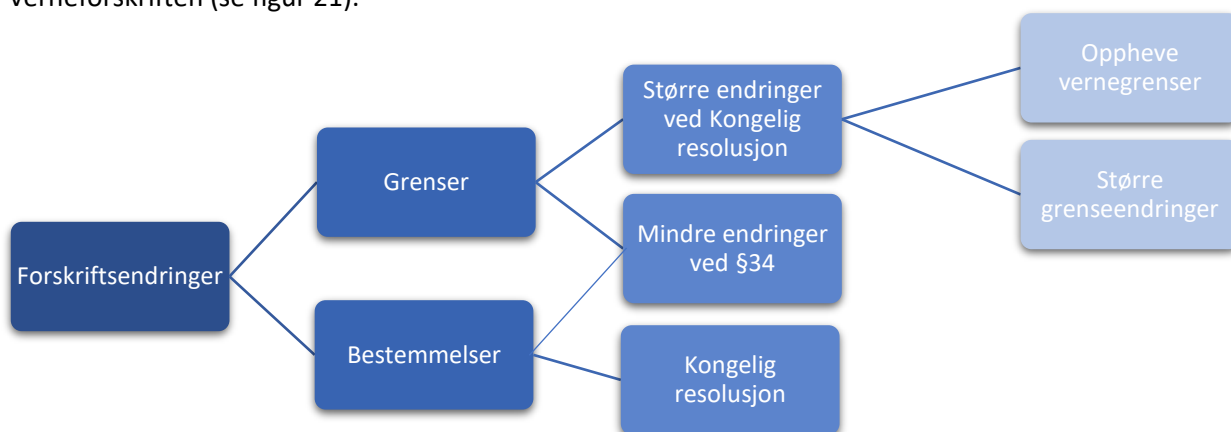 verneforskriften (se figur 21).
Oppheve
vernegrenser
Større endringer
ved Kongelig
resolusjon
Grenser
Større
grenseendringer
Forskriftsendringer
Mindre endringer
ved §34
Bestemmelser
Kongelig
resolusjon